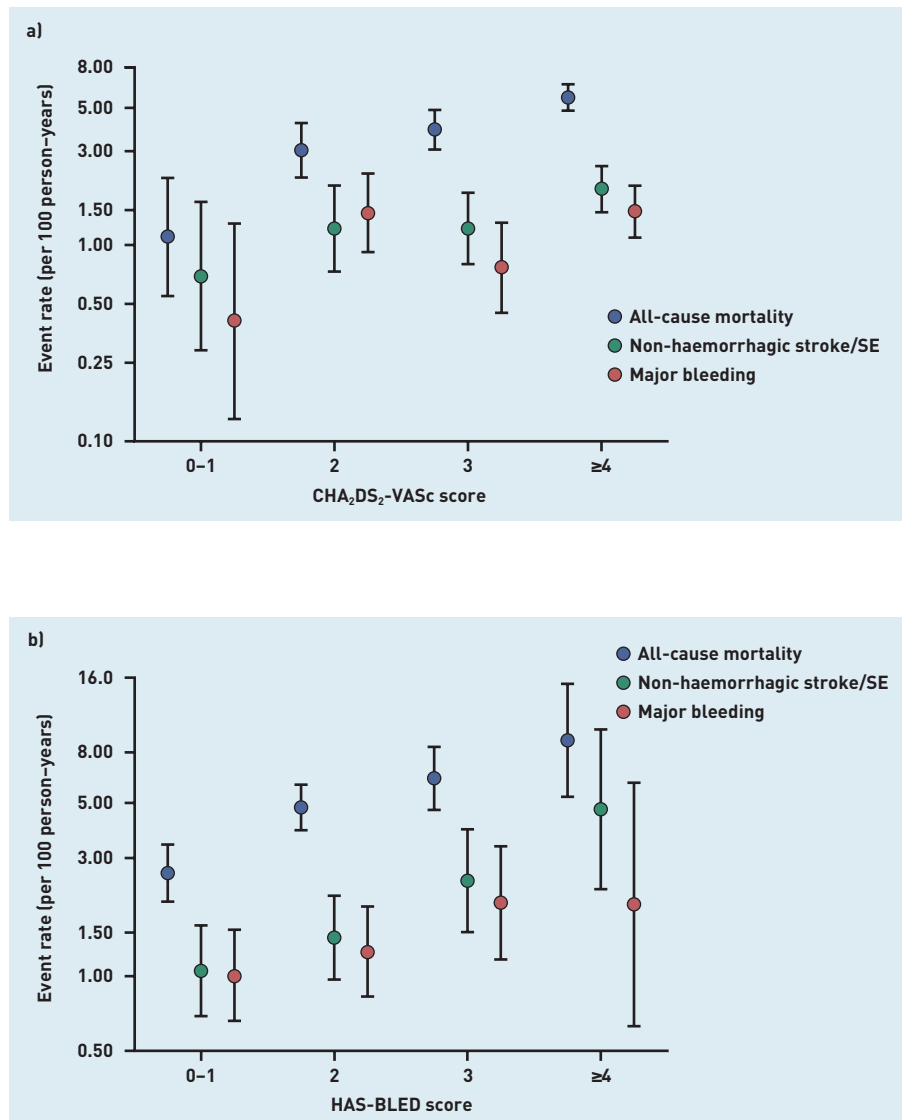 a)
8.00
5.00
3.00
1.50
1.00
0.50
0.25
0.10
Event rate (per 100 person–years)
All-cause mortality
Non-haemorrhagic stroke/SE
Major bleeding
0–1 2 3 ≥4
CHA₂DS₂-VASc score
b)
16.0
8.00
5.00
3.00
1.50
1.00
0.50
Event rate (per 100 person–years)
All-cause mortality
Non-haemorrhagic stroke/SE
Major bleeding
0–1 2 3 ≥4
HAS-BLED score